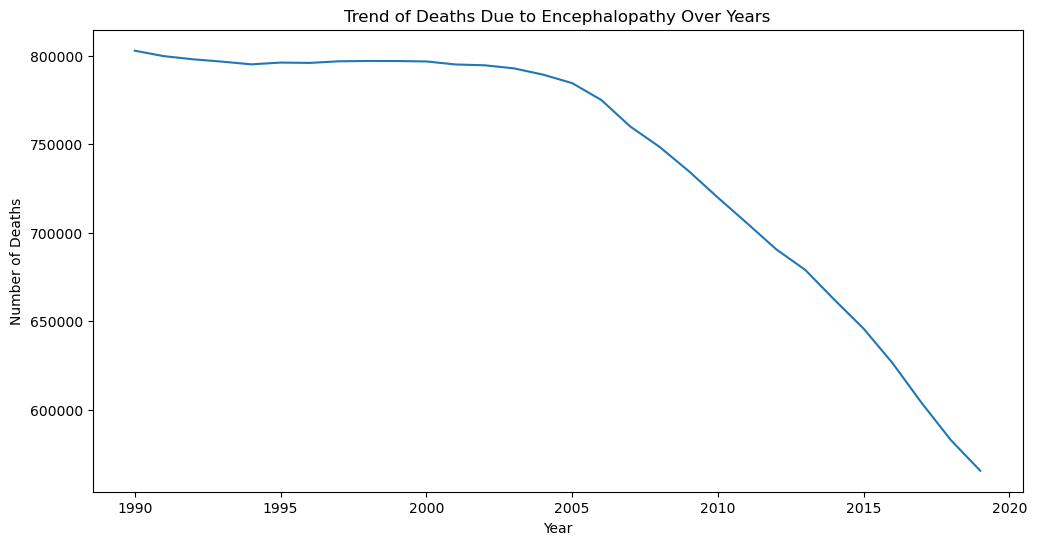 Trend of Deaths Due to Encephalopathy Over Years
Number of Deaths
800000
750000
700000
650000
600000
1990 1995 2000 2005 2010 2015 2020
Year